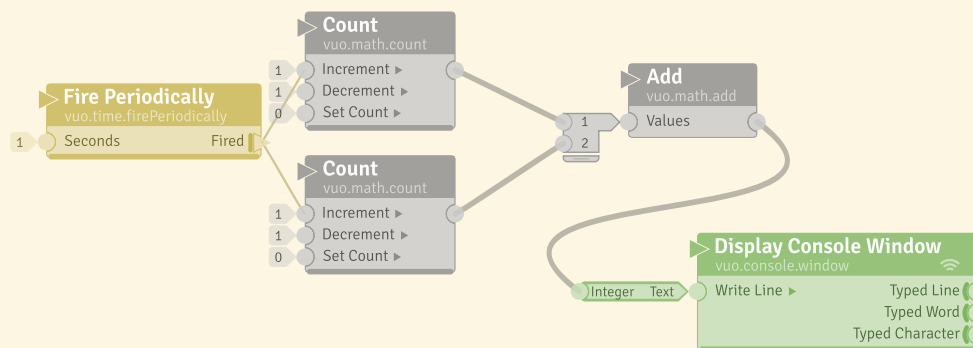 Count
vuo.math.count
1 Increment ▶
1 Decrement ▶
0 Set Count ▶
Fire Periodically
vuo.time.firePeriodically
1 Seconds Fired
Count
vuo.math.count
1 Increment ▶
1 Decrement ▶
0 Set Count ▶
1
2
Add
vuo.math.add
Values
Integer Text
Display Console Window
vuo.console.window
Write Line ▶ Typed Line
Typed Word
Typed Character